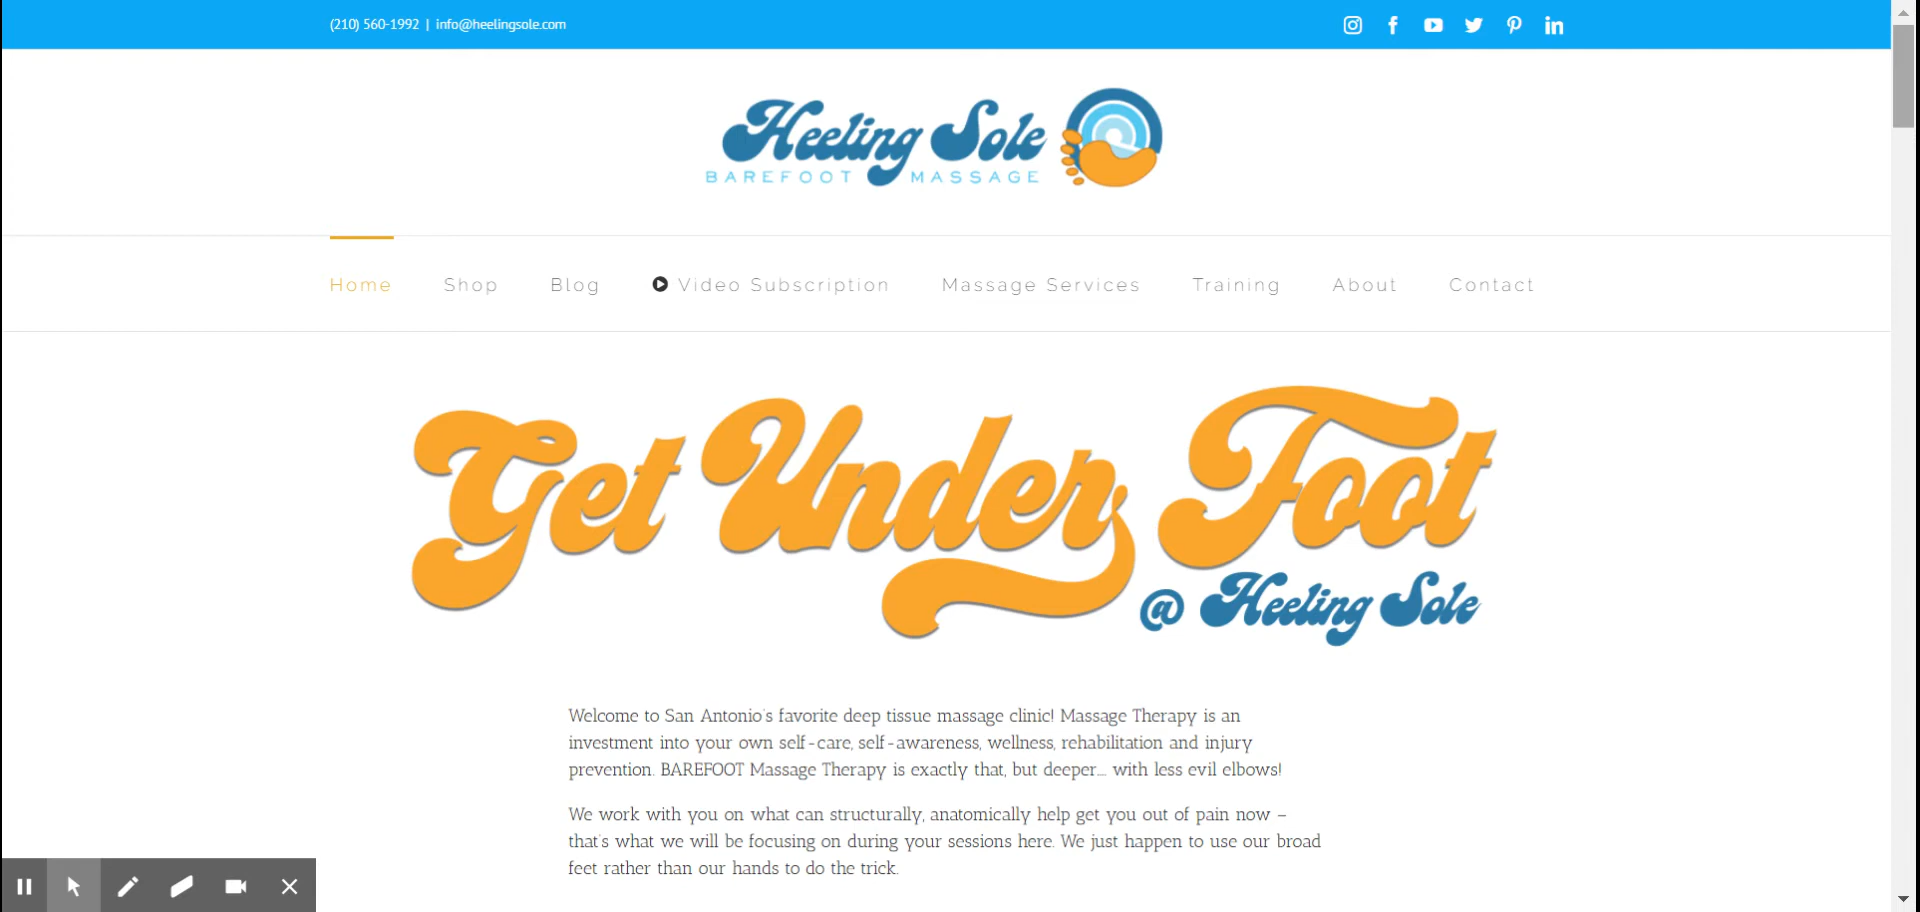 (210) 560-1992 | info@heelingsole.com
Heeling Sole
BAREFOOT MASSAGE
Home Shop Blog Video Subscription Massage Services Training About Contact
Get Under Foot
@ Heeling Sole
Welcome to San Antonio's favorite deep tissue massage clinic! Massage Therapy is an
investment into your own self-care, self-awareness, wellness, rehabilitation and injury
prevention. BAREFOOT Massage Therapy is exactly that, but deeper... with less evil elbows!
We work with you on what can structurally, anatomically help get you out of pain now –
that's what we will be focusing on during your sessions here. We just happen to use our broad
feet rather than our hands to do the trick.